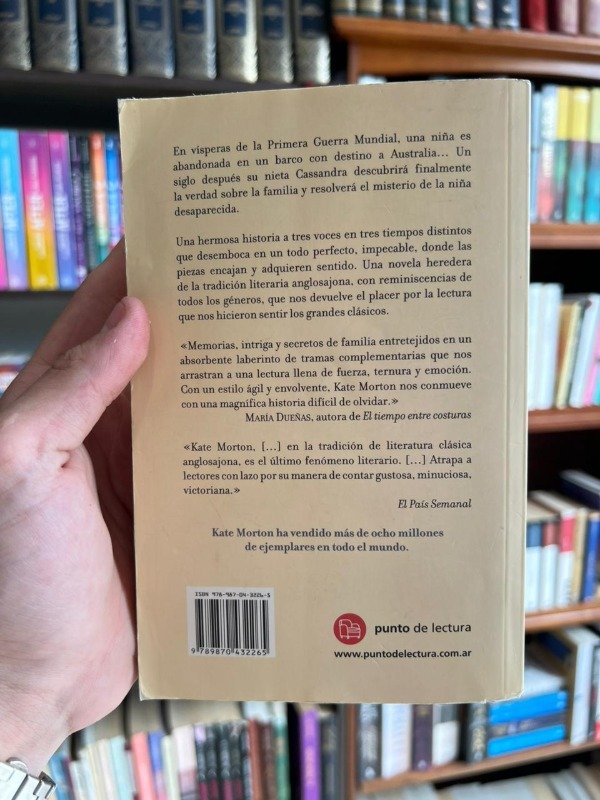 En vísperas de la Primera Guerra Mundial, una niña es
abandonada en un barco con destino a Australia... Un
siglo después su nieta Cassandra descubrirá finalmente
la verdad sobre la familia y resolverá el misterio de la niña
desaparecida.
Una hermosa historia a tres voces en tres tiempos distintos
que desemboca en un todo perfecto, impecable, donde las
piezas encajan y adquieren sentido. Una novela heredera
de la tradición literaria anglosajona, con reminiscencias de
todos los géneros, que nos devuelve el placer por la lectura
que nos hicieron sentir los grandes clásicos.
«Memorias, intriga y secretos de familia entretejidos en un
absorbente laberinto de tramas complementarias que nos
arrastran a una lectura llena de fuerza, ternura y emoción.
Con un estilo ágil y envolvente, Kate Morton nos conmueve
con una magnífica historia difícil de olvidar.»
MARÍA DUEÑAS, autora de El tiempo entre costuras
«Kate Morton, [...] en la tradición de literatura clásica
anglosajona, es el último fenómeno literario. [...] Atrapa a
lectores con lazo por su manera de contar gustosa, minuciosa,
victoriana.»
El País Semanal
Kate Morton ha vendido más de ocho millones
de ejemplares en todo el mundo.
ISBN 978-987-04-3226-5
9 789870 432265
punto de lectura
www.puntodelectura.com.ar